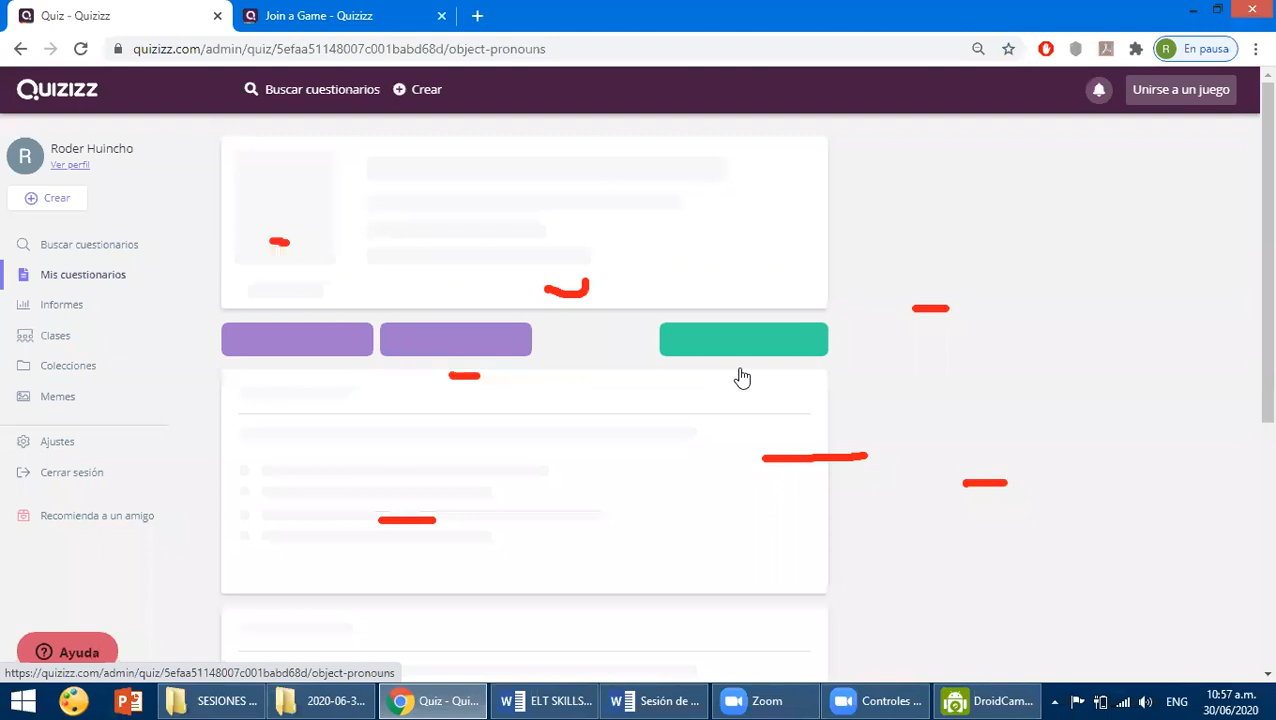 Quiz - Quizizz
Join a Game - Quizizz
quizizz.com/admin/quiz/5efaa51148007c001babd68d/object-pronouns
R
En pausa
QUIZIZZ
Buscar cuestionarios
Crear
Unirse a un juego
R
Roder Huincho
Ver perfil
Crear
Buscar cuestionarios
Mis cuestionarios
Informes
Clases
Colecciones
Memes
Ajustes
Cerrar sesión
Recomienda a un amigo
Ayuda
https://quizizz.com/admin/quiz/5efaa51148007c001babd68d/object-pronouns
SESIONES ...
2020-06-3...
Quiz - Qui...
ELT SKILLS...
Sesión de ...
Zoom
Controles ...
DroidCam...
ENG
10:57 a.m.
30/06/2020